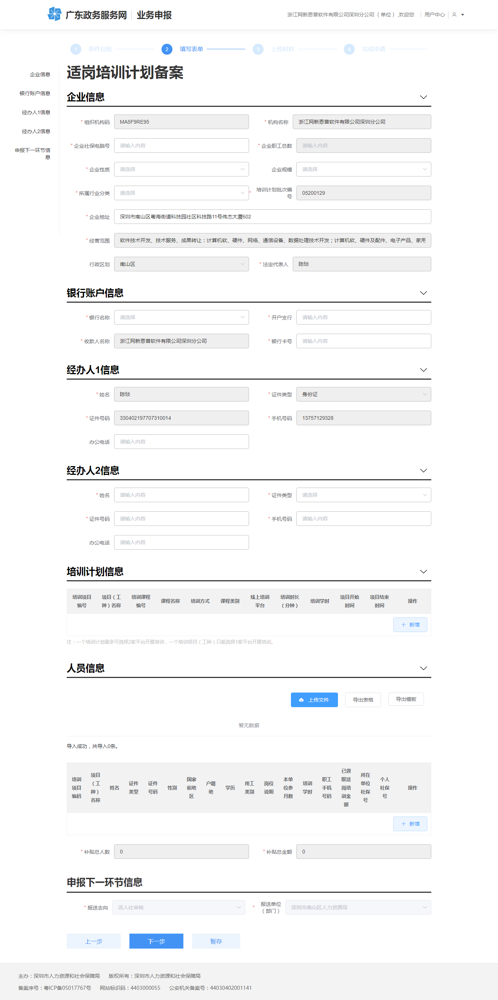 广东政务服务网 业务申报
浙江网新恩普软件有限公司深圳分公司（单位）,欢迎您 用户中心
1 条件自检 2 填写表单 3 上传材料 4 完成申请
企业信息
银行账户信息
经办人1信息
经办人2信息
申报下一环节信
息
适岗培训计划备案
企业信息
* 组织机构码 MA5F9RE95 * 机构名称 浙江网新恩普软件有限公司深圳分公司
* 企业社保电脑号 请输入内容 * 企业职工总数 请输入内容
* 企业性质 请选择 企业规模 请选择
* 所属行业分类 请选择 * 培训计划批次编
号 05200129
* 企业地址 深圳市南山区粤海街道科技园社区科技路11号伟杰大厦602
* 经营范围 软件技术开发、技术服务、成果转让：计算机软、硬件、网络、通信设备、数据处理技术开发；计算机软、硬件及配件、电子产品、家用
行政区划 南山区 * 法定代表人 陈琰
银行账户信息
* 银行名称 请选择 * 开户支行 请输入内容
* 收款人名称 浙江网新恩普软件有限公司深圳分公司 * 银行卡号 请输入内容
经办人1信息
* 姓名 陈琰 * 证件类型 身份证
* 证件号码 330402197707310014 * 手机号码 13757129328
办公电话 请输入内容
经办人2信息
* 姓名 请输入内容 * 证件类型 请选择
* 证件号码 请输入内容 * 手机号码 请输入内容
办公电话 请输入内容
培训计划信息
培训项目编号 项目（工种）名称 培训课程编号 课程名称 培训方式 课程类别 线上培训平台 培训时长（分钟） 培训学时 项目开始时间 项目结束时间 操作
新增
注：一个培训计划最多可选择2家平台开展培训，一个培训项目（工种）只能选择1家平台开展培训。
人员信息
上传文件 导出表格 导出模板
暂无数据
导入成功，共导入0条。
培训项目编码 项目（工种）名称 姓名 证件类型 证件号码 性别 国家和地区 户籍地 学历 用工类别 岗位说明 本单位参月数 培训学时 职工手机号码 已领取适岗培训金额 所在单位社保号 个人社保号 操作
新增
* 补贴总人数 0 * 补贴总金额 0
申报下一环节信息
* 报送去向 送人社审核 * 报送单位
（部门） 深圳市南山区人力资源局
上一步 下一步 暂存
主办：深圳市人力资源和社会保障局 版权所有：深圳市人力资源和社会保障局
备案序号：粤ICP备05017767号 网站标识码：4403000055 公安机关备案号：44030402001141